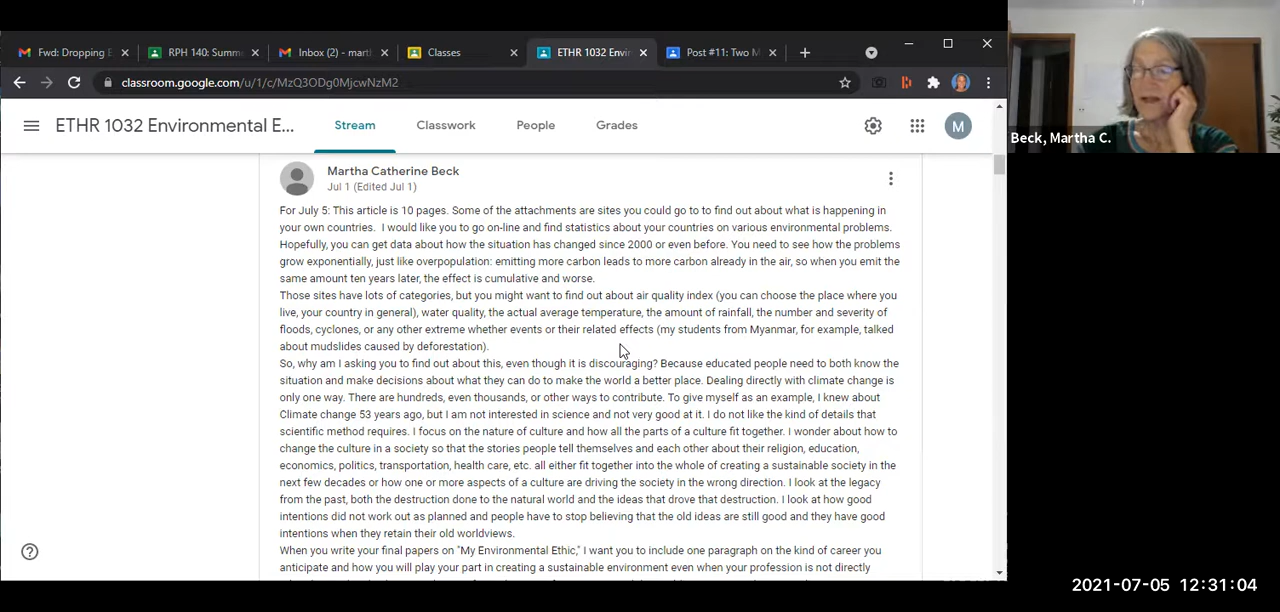 Fwd: Dropping E
RPH 140: Summ
Inbox (2) - mart
Classes
ETHR 1032 Envir
Post #11: Two M
classroom.google.com/u/1/c/MzQ3ODg0MjcwNzM2
ETHR 1032 Environmental E...
Stream
Classwork
People
Grades
M
Beck, Martha C.
Martha Catherine Beck
Jul 1 (Edited Jul 1)
For July 5: This article is 10 pages. Some of the attachments are sites you could go to to find out about what is happening in
your own countries. I would like you to go on-line and find statistics about your countries on various environmental problems.
Hopefully, you can get data about how the situation has changed since 2000 or even before. You need to see how the problems
grow exponentially, just like overpopulation: emitting more carbon leads to more carbon already in the air, so when you emit the
same amount ten years later, the effect is cumulative and worse.
Those sites have lots of categories, but you might want to find out about air quality index (you can choose the place where you
live, your country in general), water quality, the actual average temperature, the amount of rainfall, the number and severity of
floods, cyclones, or any other extreme whether events or their related effects (my students from Myanmar, for example, talked
about mudslides caused by deforestation).
So, why am I asking you to find out about this, even though it is discouraging? Because educated people need to both know the
situation and make decisions about what they can do to make the world a better place. Dealing directly with climate change is
only one way. There are hundreds, even thousands, or other ways to contribute. To give myself as an example, I knew about
Climate change 53 years ago, but I am not interested in science and not very good at it. I do not like the kind of details that
scientific method requires. I focus on the nature of culture and how all the parts of a culture fit together. I wonder about how to
change the culture in a society so that the stories people tell themselves and each other about their religion, education,
economics, politics, transportation, health care, etc. all either fit together into the whole of creating a sustainable society in the
next few decades or how one or more aspects of a culture are driving the society in the wrong direction. I look at the legacy
from the past, both the destruction done to the natural world and the ideas that drove that destruction. I look at how good
intentions did not work out as planned and people have to stop believing that the old ideas are still good and they have good
intentions when they retain their old worldviews.
When you write your final papers on "My Environmental Ethic," I want you to include one paragraph on the kind of career you
anticipate and how you will play your part in creating a sustainable environment even when your profession is not directly
2021-07-05 12:31:04